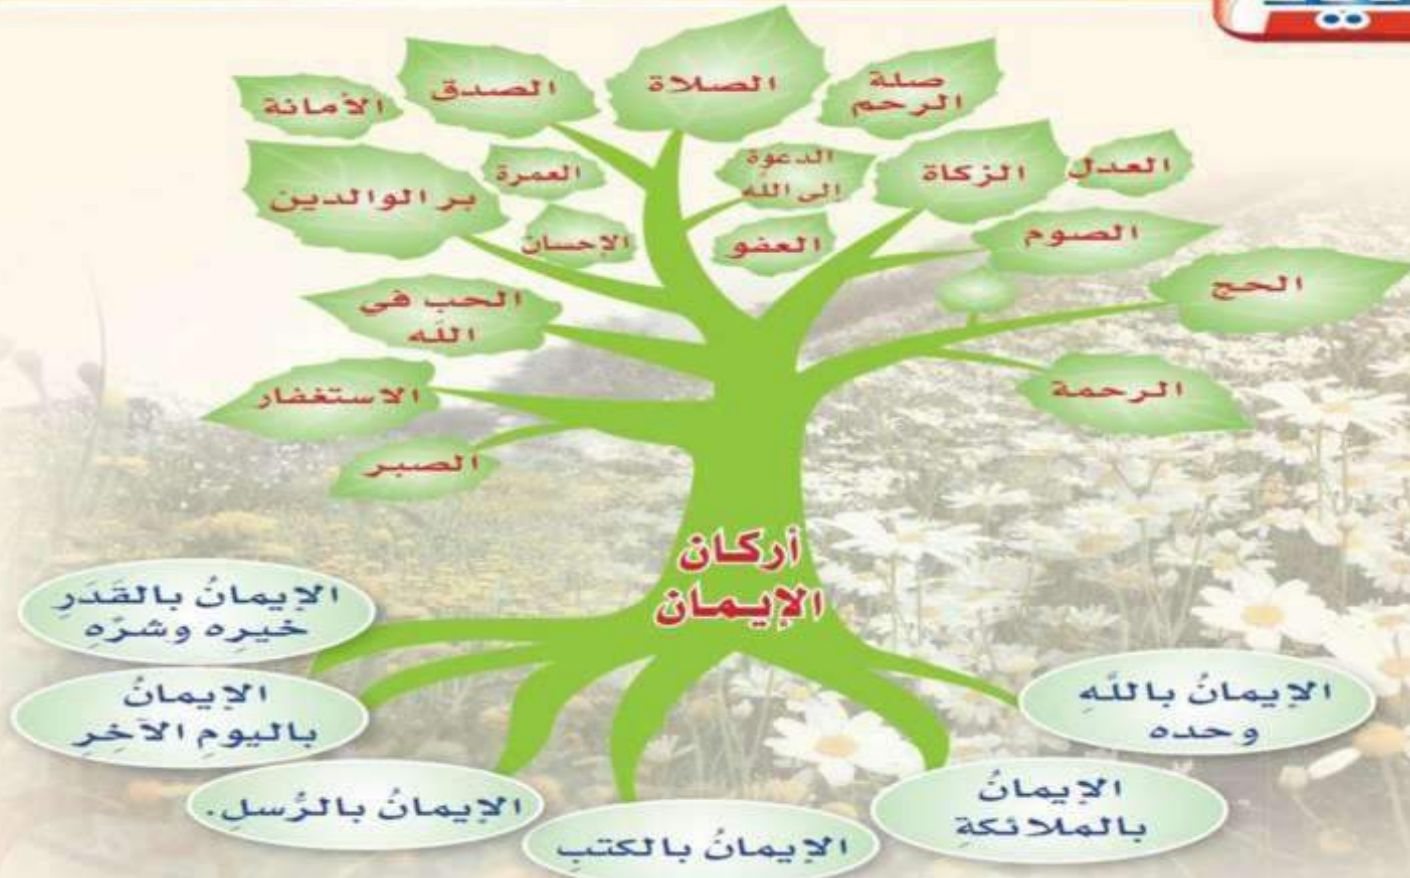 صلة
الرحم
الصلاة
الصدق
الأمانة
العدل
الزكاة
الدعوة
إلى الله
العمرة
بر الوالدين
الصوم
العفو
الإحسان
الحج
الحب في
الله
الرحمة
الاستغفار
الصبر
أركان
الإيمان
الإيمانُ باللَّهِ
وحده
الإيمانُ
بالملائكةِ
الإيمانُ بالكتبِ
الإيمانُ بالرُّسلِ.
الإيمانُ
باليومِ الآخِرِ
الإيمانُ بالقَدَرِ
خيرِه وشرِّهِ